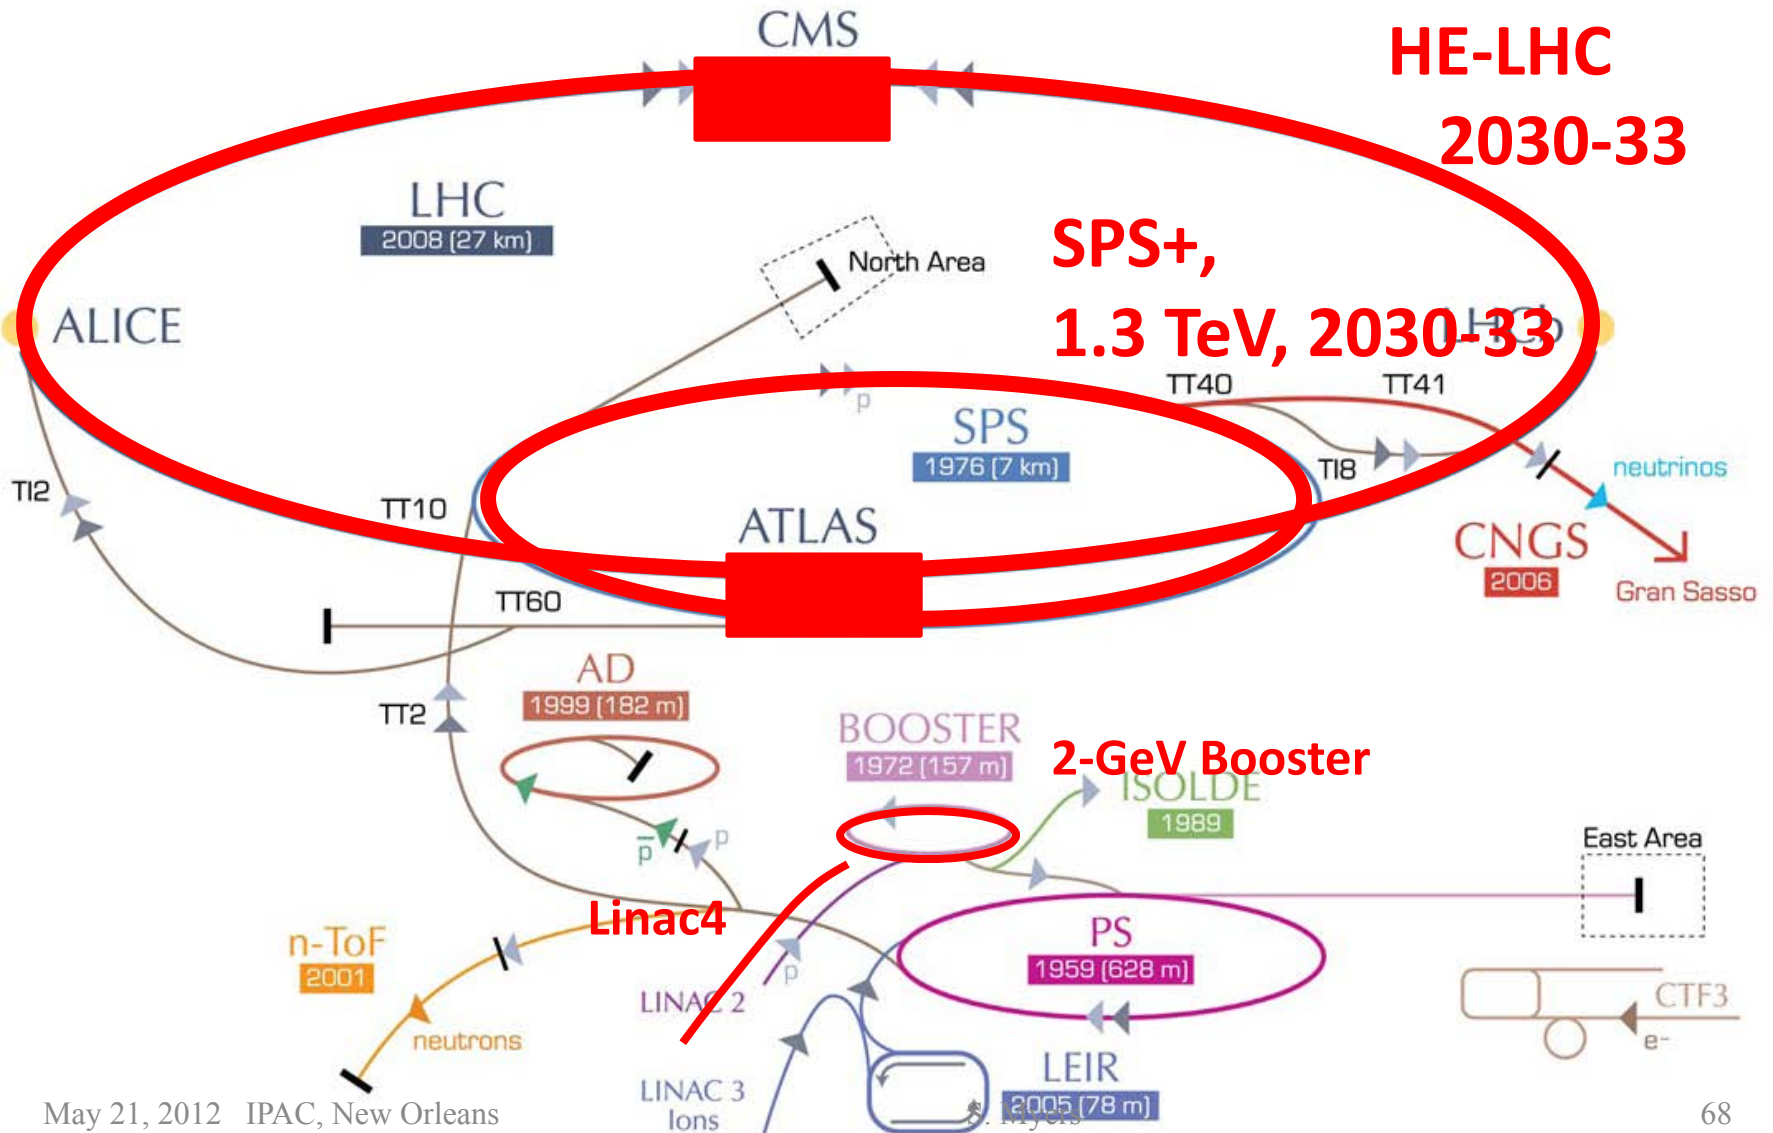 CMS
HE-LHC
2030-33
LHC
2008 (27 km)
North Area
SPS+,
1.3 TeV, 2030-33
ALICE
LHCb
p
TT40
TT41
SPS
1976 (7 km)
TI2
TT10
TI8
neutrinos
ATLAS
CNGS
2006
Gran Sasso
TT60
AD
1999 (182 m)
TT2
BOOSTER
1972 (157 m)
2-GeV Booster
ISOLDE
1989
p̅
p
East Area
Linac4
n-ToF
2001
PS
1959 (628 m)
p
LINAC 2
CTF3
neutrons
e-
LEIR
2005 (78 m)
LINAC 3
Ions
May 21, 2012 IPAC, New Orleans
S. Myers
68